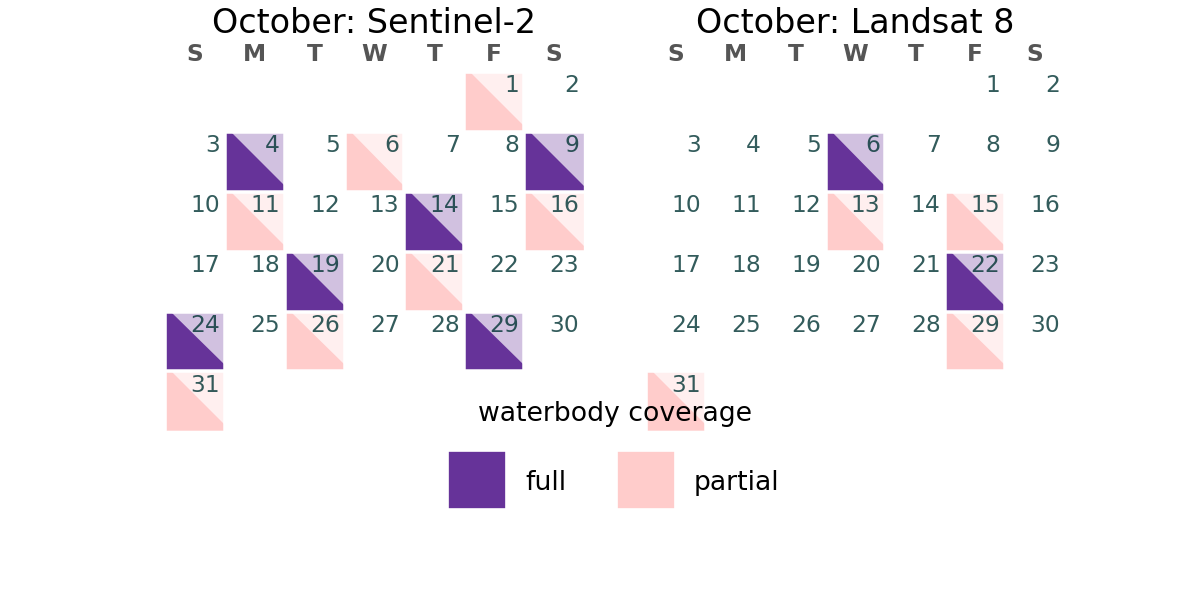 October: Sentinel-2
S M T W T F S
1 2
3 4 5 6 7 8 9
10 11 12 13 14 15 16
17 18 19 20 21 22 23
24 25 26 27 28 29 30
31
October: Landsat 8
S M T W T F S
1 2
3 4 5 6 7 8 9
10 11 12 13 14 15 16
17 18 19 20 21 22 23
24 25 26 27 28 29 30
31
waterbody coverage
full partial